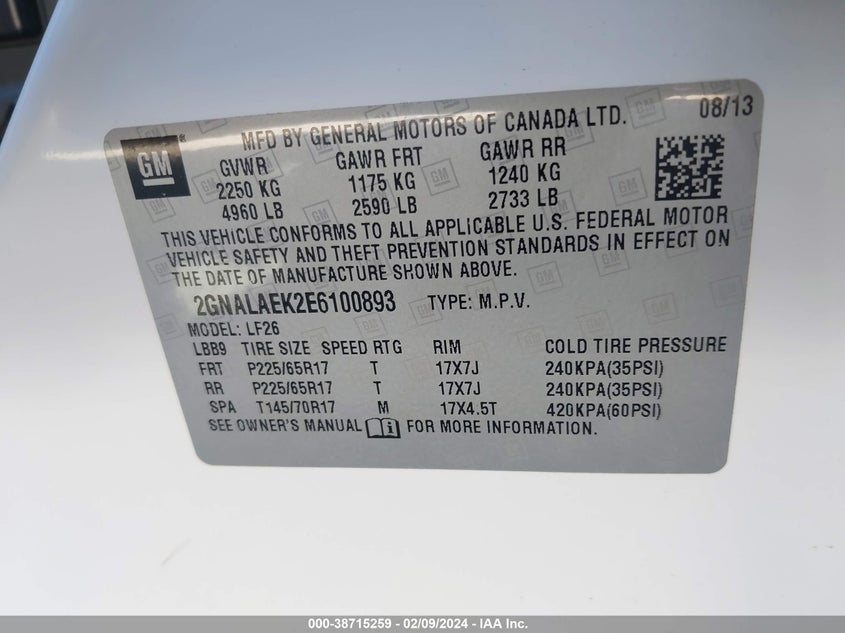 MFD BY GENERAL MOTORS OF CANADA LTD. 08/13
GM ®
GVWR GAWR FRT GAWR RR
2250 KG 1175 KG 1240 KG
4960 LB 2590 LB 2733 LB
THIS VEHICLE CONFORMS TO ALL APPLICABLE U.S. FEDERAL MOTOR
VEHICLE SAFETY AND THEFT PREVENTION STANDARDS IN EFFECT ON
THE DATE OF MANUFACTURE SHOWN ABOVE.
2GNALAEK2E6100893 TYPE: M.P.V.
MODEL: LF26
LBB9 TIRE SIZE SPEED RTG RIM COLD TIRE PRESSURE
FRT P225/65R17 T 17X7J 240KPA(35PSI)
RR P225/65R17 T 17X7J 240KPA(35PSI)
SPA T145/70R17 M 17X4.5T 420KPA(60PSI)
SEE OWNER'S MANUAL i FOR MORE INFORMATION.
000-38715259 - 02/09/2024 - IAA Inc.